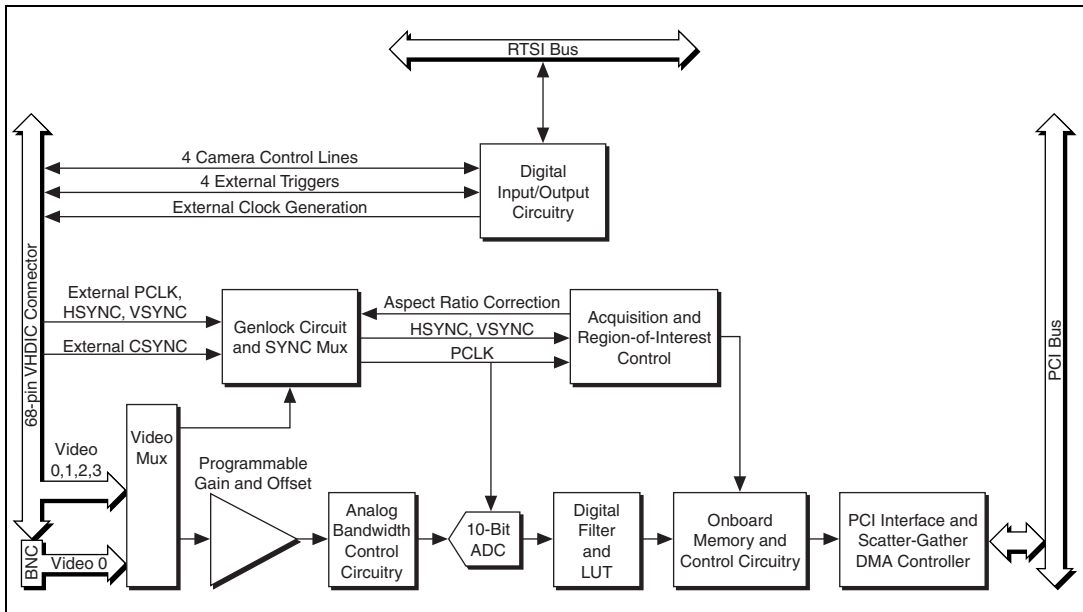 RTSI Bus
4 Camera Control Lines
4 External Triggers
External Clock Generation
Digital
Input/Output
Circuitry
68-pin VHDIC Connector
External PCLK,
HSYNC, VSYNC
External CSYNC
Genlock Circuit
and SYNC Mux
Aspect Ratio Correction
HSYNC, VSYNC
PCLK
Acquisition and
Region-of-Interest
Control
PCI Bus
Video
0,1,2,3
Video
Mux
Programmable
Gain and Offset
Analog
Bandwidth
Control
Circuitry
10-Bit
ADC
Digital
Filter
and
LUT
Onboard
Memory and
Control Circuitry
PCI Interface and
Scatter-Gather
DMA Controller
BNC
Video 0